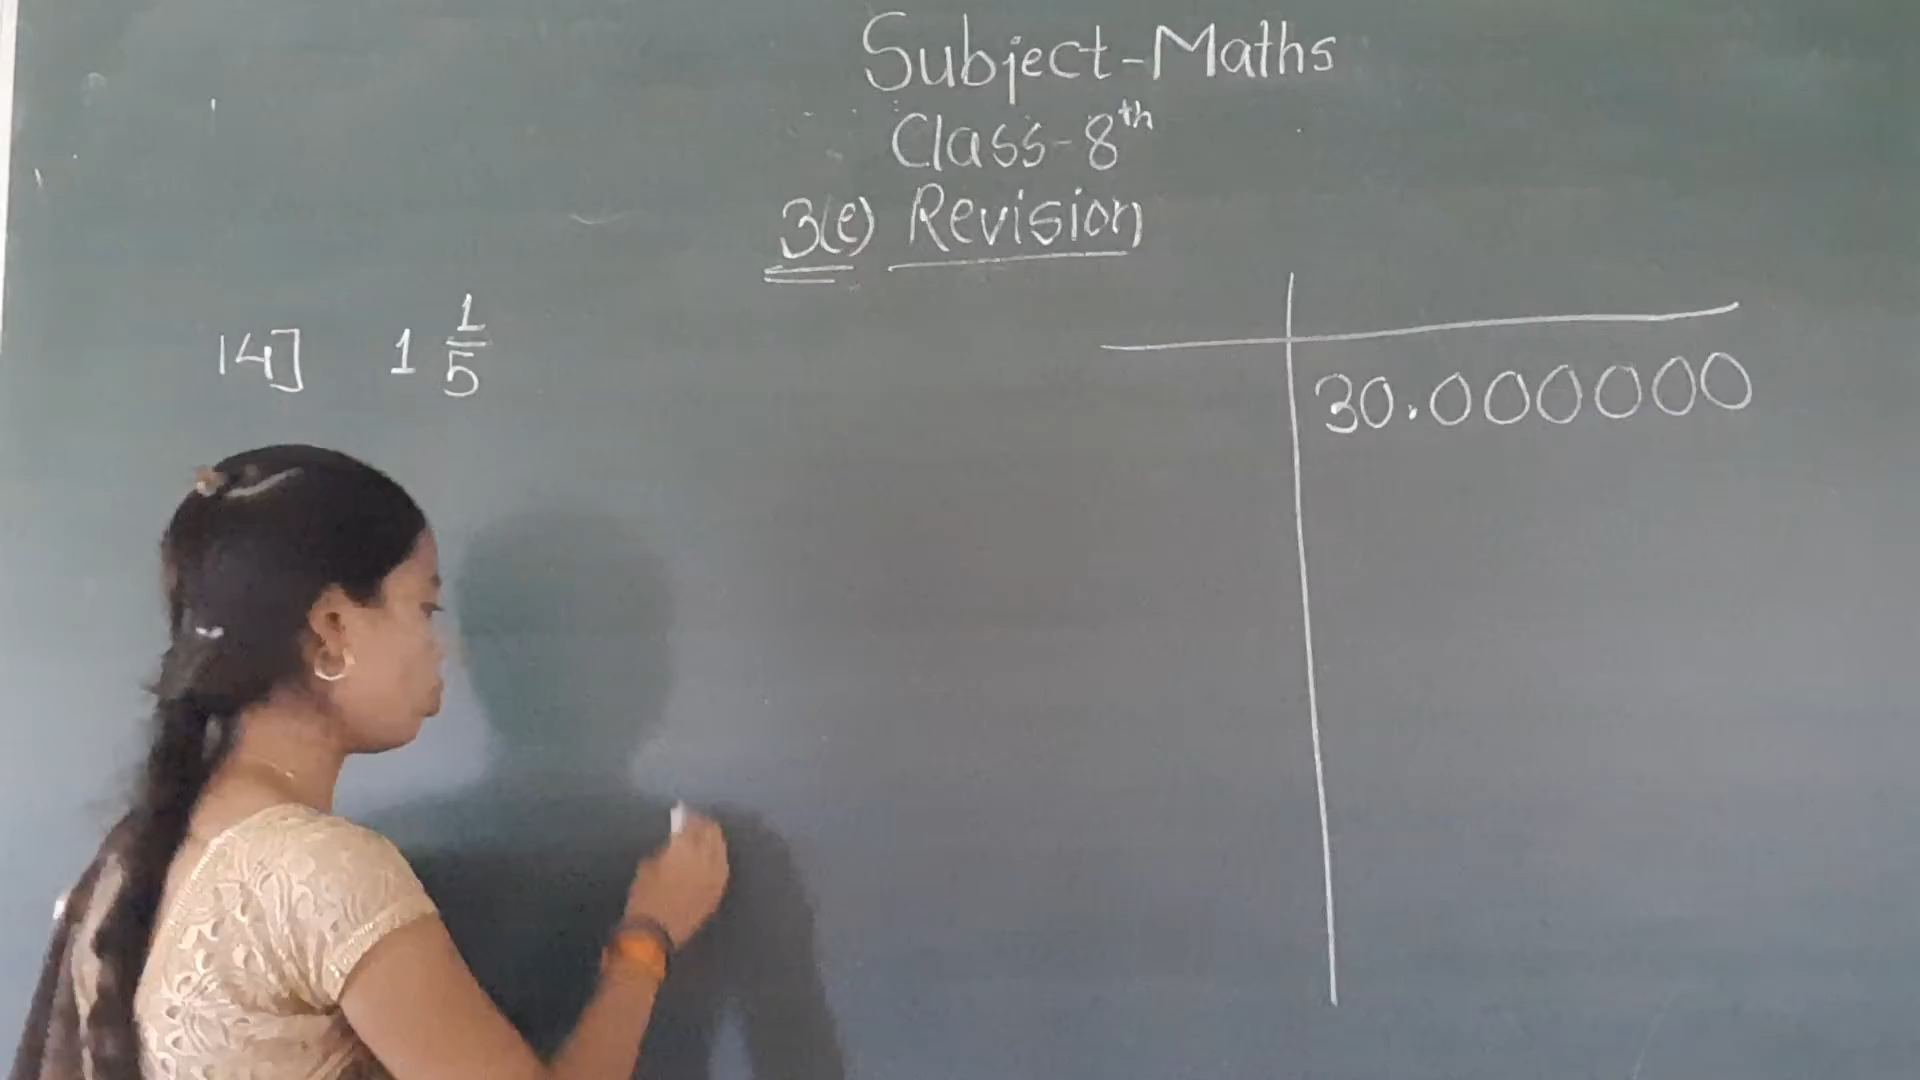 Subject-Maths
Class-8th
3(e) Revision
14] 1 1/5
30.000000